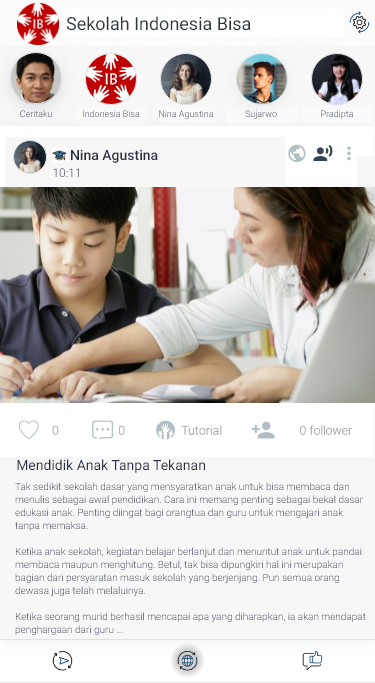 IB Sekolah Indonesia Bisa
IB
Ceritaku Indonesia Bisa Nina Agustina Sujarwo Pradipta
Nina Agustina
10:11
0 0 Tutorial 0 follower
Mendidik Anak Tanpa Tekanan
Tak sedikit sekolah dasar yang mensyaratkan anak untuk bisa membaca dan
menulis sebagai awal pendidikan. Cara ini memang penting sebagai bekal dasar
edukasi anak. Penting diingat bagi orangtua dan guru untuk mengajari anak
tanpa memaksa.
Ketika anak sekolah, kegiatan belajar berlanjut dan menuntut anak untuk pandai
membaca maupun menghitung. Betul, tak bisa dipungkiri hal ini merupakan
bagian dari persyaratan masuk sekolah yang berjenjang. Pun semua orang
dewasa juga telah melaluinya.
Ketika seorang murid berhasil mencapai apa yang diharapkan, ia akan mendapat
penghargaan dari guru ...